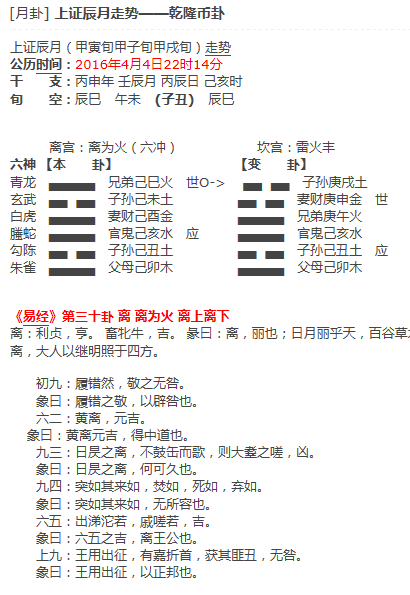 [月卦] 上证辰月走势——乾隆币卦
上证辰月（甲寅旬甲子旬甲戌旬）走势
公历时间：2016年4月4日22时14分
干　　支：丙申年 壬辰月 丙辰日 己亥时
旬　　空：辰巳　午未　(子丑)　辰巳
离宫：离为火（六冲）　坎宫：雷火丰
六神 【本　　卦】　【变　　卦】
青龙　兄弟己巳火　世O->　子孙庚戌土
玄武　子孙己未土　妻财庚申金　世
白虎　妻财己酉金　兄弟庚午火
螣蛇　官鬼己亥水　应　官鬼己亥水
勾陈　子孙己丑土　子孙己丑土　应
朱雀　父母己卯木　父母己卯木
《易经》第三十卦 离 离为火 离上离下
离：利贞，亨。 畜牝牛，吉。 彖曰：离，丽也；日月丽乎天，百谷草
离，大人以继明照于四方。
初九：履错然，敬之无咎。
象曰：履错之敬，以辟咎也。
六二：黄离，元吉。
象曰：黄离元吉，得中道也。
九三：日昃之离，不鼓缶而歌，则大耋之嗟，凶。
象曰：日昃之离，何可久也。
九四：突如其来如，焚如，死如，弃如。
象曰：突如其来如，无所容也。
六五：出涕沱若，戚嗟若，吉。
象曰：六五之吉，离王公也。
上九：王用出征，有嘉折首，获其匪丑，无咎。
象曰：王用出征，以正邦也。